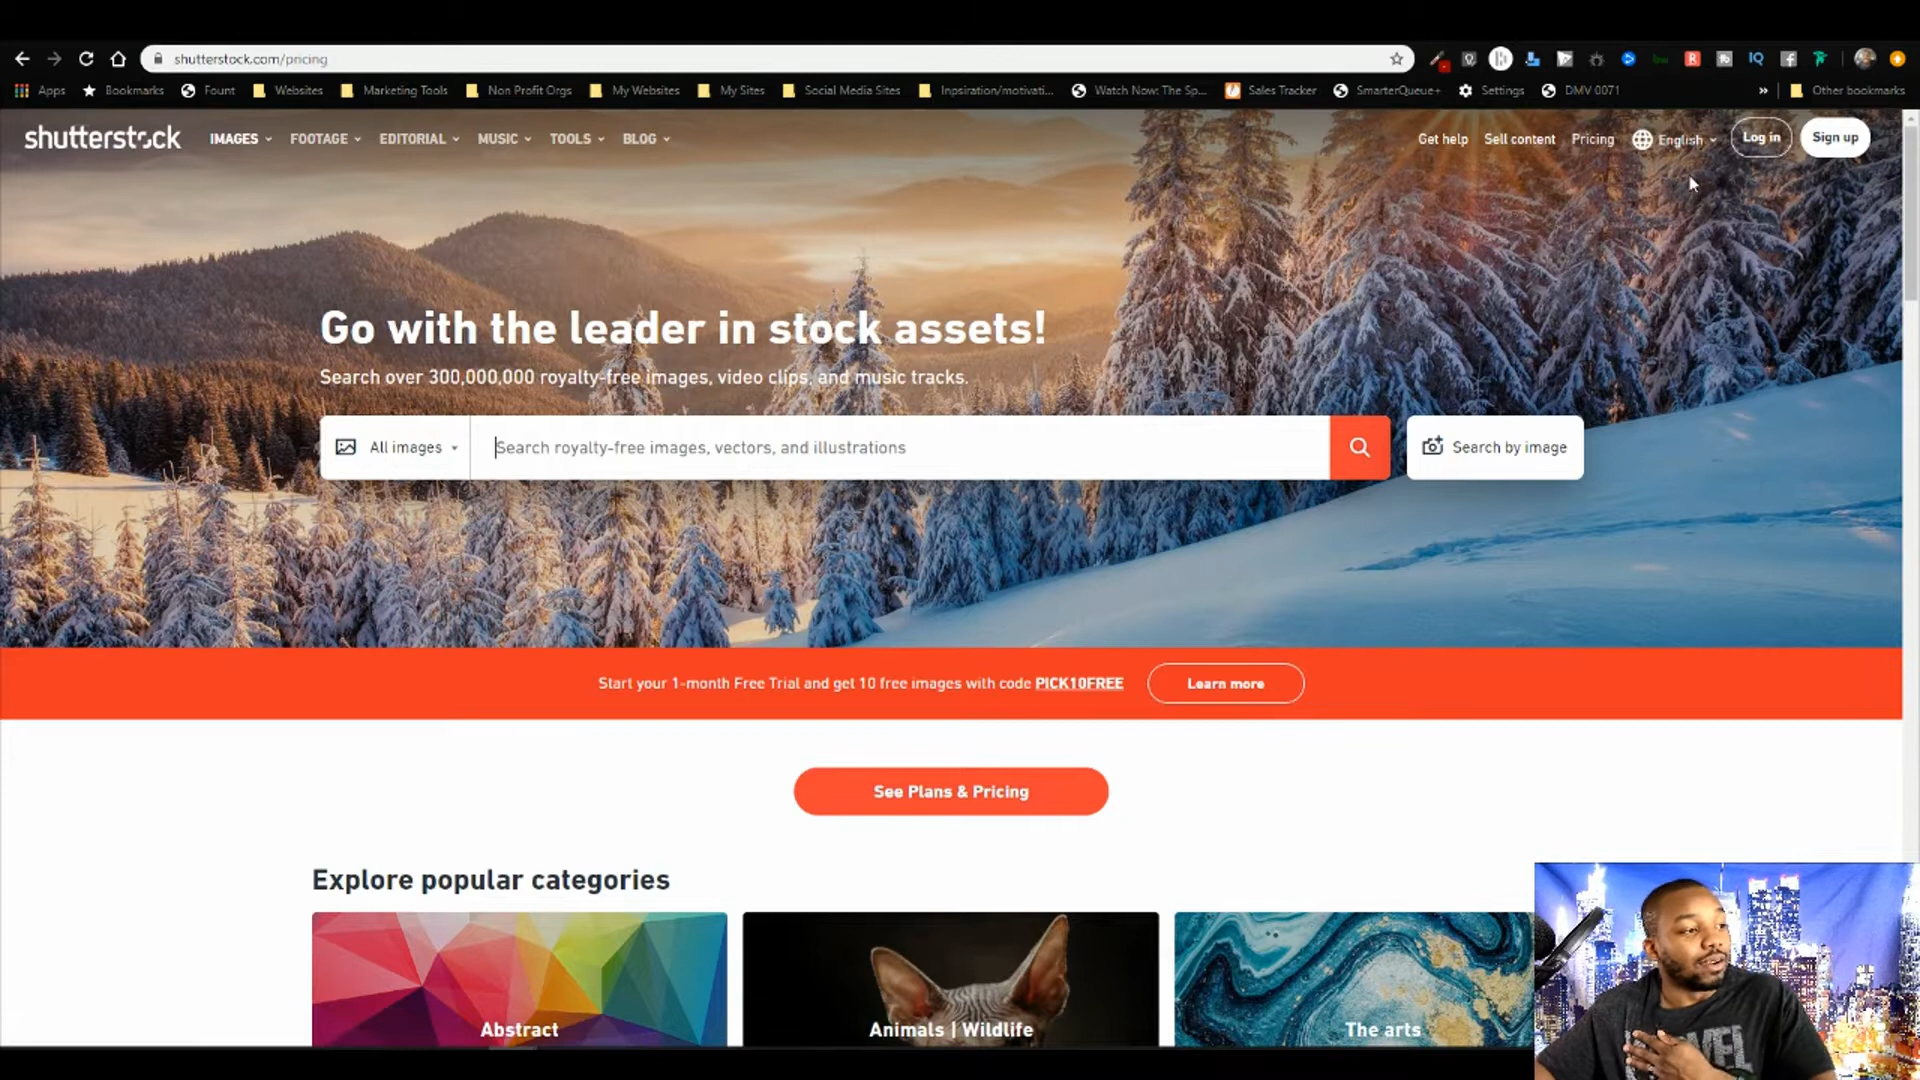 shutterstock.com/pricing
Apps Bookmarks Fount Websites Marketing Tools Non Profit Orgs My Websites My Sites Social Media Sites Inpsiration/motivati... Watch Now: The Sp... SalesTracker SmarterQueue+ Settings DMV 0071 » Other bookmarks
shutterstock IMAGES FOOTAGE EDITORIAL MUSIC TOOLS BLOG Get help Sell content Pricing English Log in Sign up
Go with the leader in stock assets!
Search over 300,000,000 royalty-free images, video clips, and music tracks.
All images Search royalty-free images, vectors, and illustrations Search by image
Start your 1-month Free Trial and get 10 free images with code PICK10FREE Learn more
See Plans & Pricing
Explore popular categories
Abstract Animals | Wildlife The arts